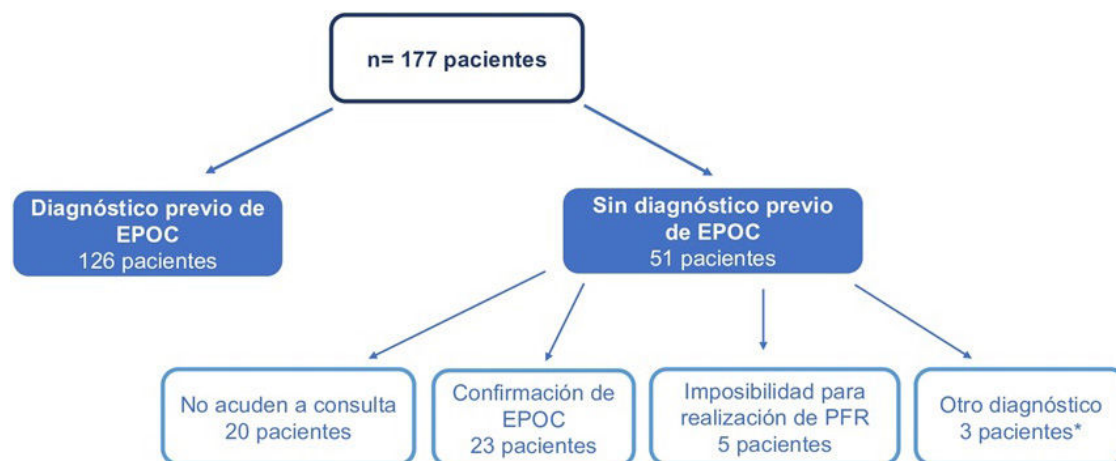 n= 177 pacientes
Diagnóstico previo de
EPOC
126 pacientes
Sin diagnóstico previo
de EPOC
51 pacientes
No acuden a consulta
20 pacientes
Confirmación de
EPOC
23 pacientes
Imposibilidad para
realización de PFR
5 pacientes
Otro diagnóstico
3 pacientes*